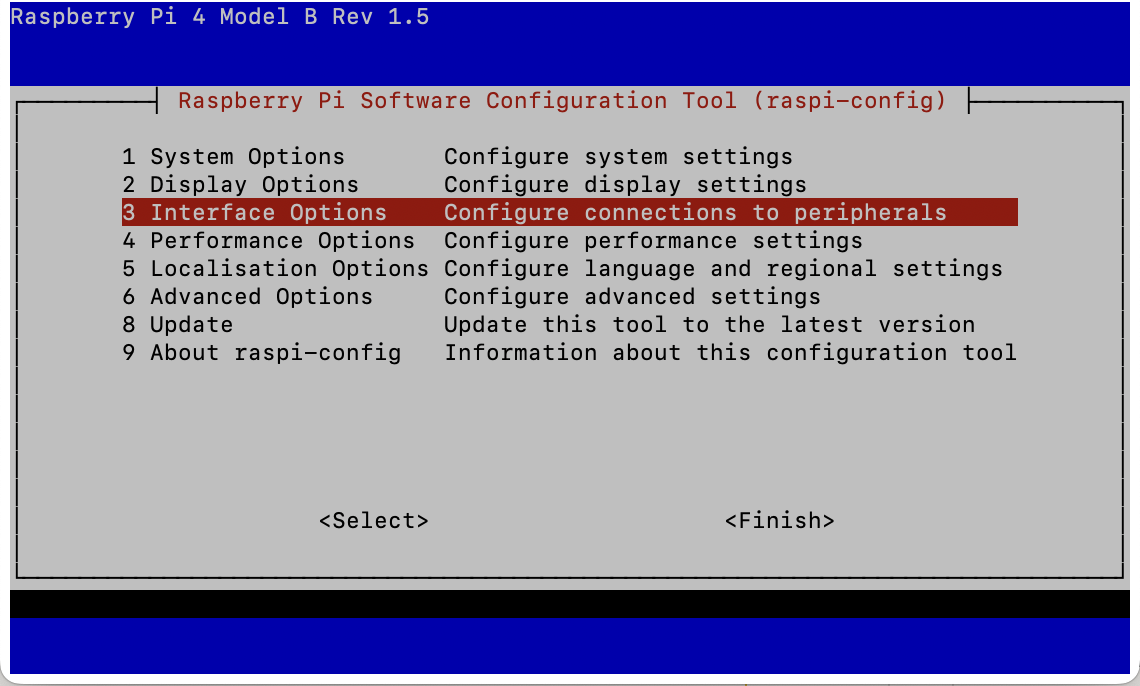 Raspberry Pi 4 Model B Rev 1.5
Raspberry Pi Software Configuration Tool (raspi-config)
1 System Options Configure system settings
2 Display Options Configure display settings
3 Interface Options Configure connections to peripherals
4 Performance Options Configure performance settings
5 Localisation Options Configure language and regional settings
6 Advanced Options Configure advanced settings
8 Update Update this tool to the latest version
9 About raspi-config Information about this configuration tool
<Select> <Finish>